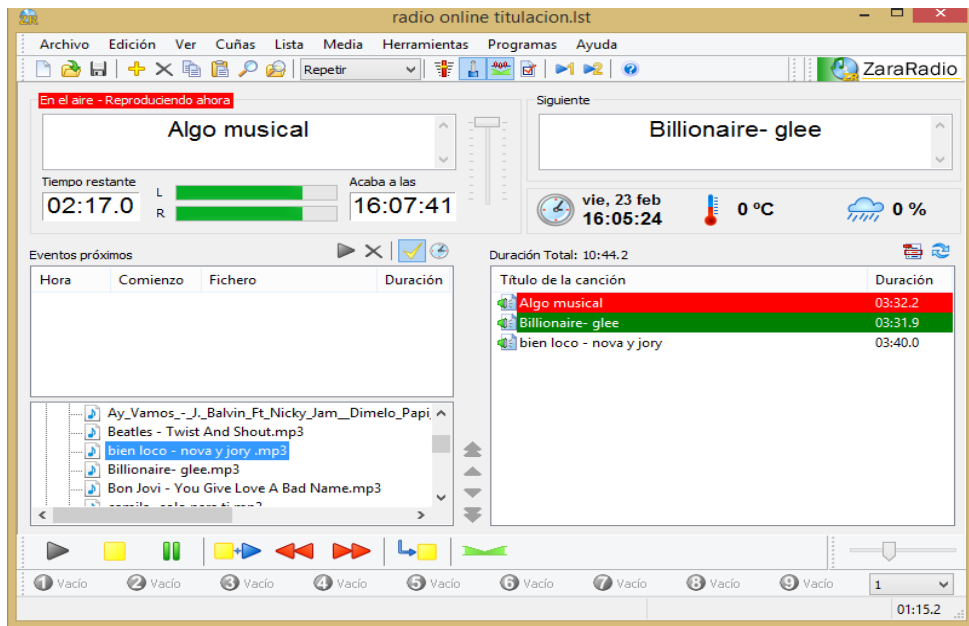 ZR radio online titulacion.lst
Archivo Edición Ver Cuñas Lista Media Herramientas Programas Ayuda
Repetir ZaraRadio
En el aire - Reproduciendo ahora
Algo musical
Siguiente
Billionaire- glee
Tiempo restante
02:17.0
L
R
Acaba a las
16:07:41
vie, 23 feb
16:05:24
0 ºC
0 %
Eventos próximos
Hora Comienzo Fichero Duración
Duración Total: 10:44.2
Título de la canción Duración
Algo musical 03:32.2
Billionaire- glee 03:31.9
bien loco - nova y jory 03:40.0
Ay_Vamos_-_J._Balvin_Ft_Nicky_Jam__Dimelo_Papi_
Beatles - Twist And Shout.mp3
bien loco - nova y jory .mp3
Billionaire- glee.mp3
Bon Jovi - You Give Love A Bad Name.mp3
1 Vacío 2 Vacío 3 Vacío 4 Vacío 5 Vacío 6 Vacío 7 Vacío 8 Vacío 9 Vacío 1
01:15.2